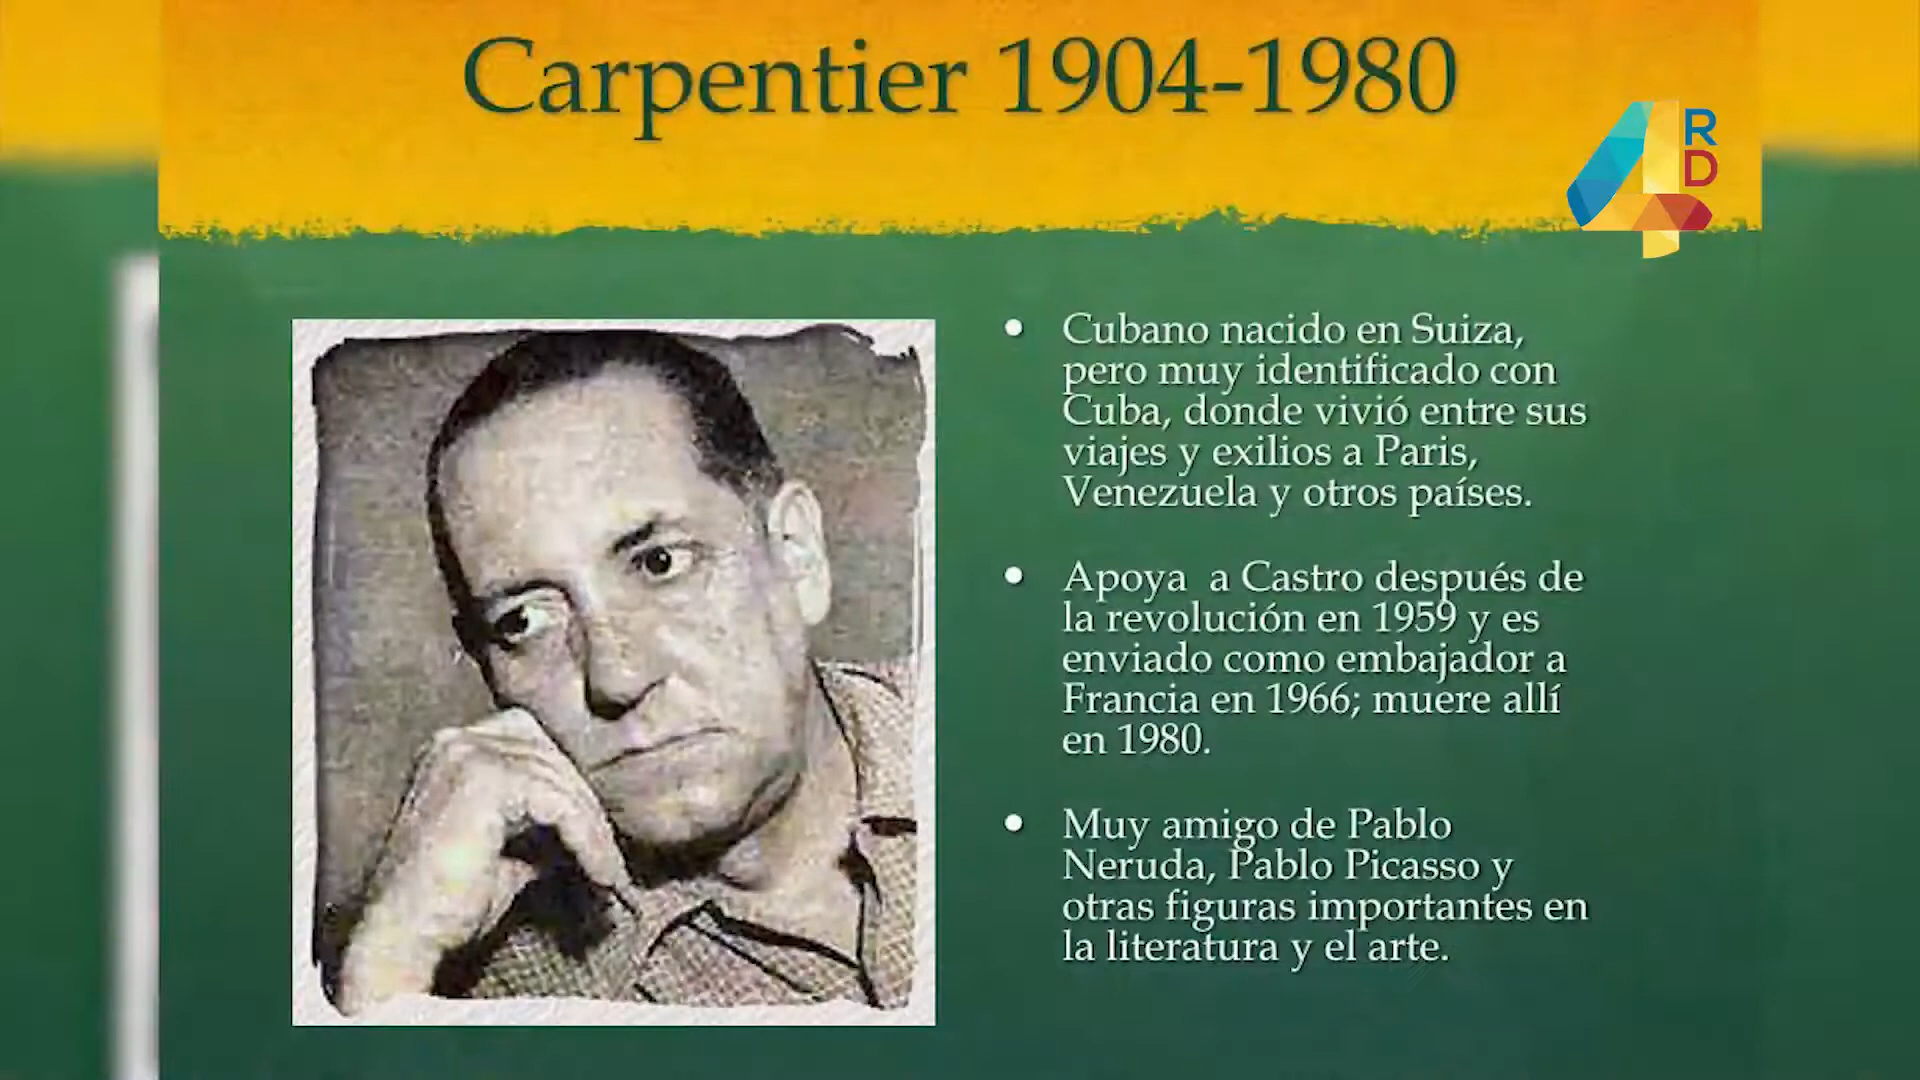 Carpentier 1904-1980
4
R
D
Cubano nacido en Suiza,
pero muy identificado con
Cuba, donde vivió entre sus
viajes y exilios a Paris,
Venezuela y otros países.
Apoya a Castro después de
la revolución en 1959 y es
enviado como embajador a
Francia en 1966; muere allí
en 1980.
Muy amigo de Pablo
Neruda, Pablo Picasso y
otras figuras importantes en
la literatura y el arte.